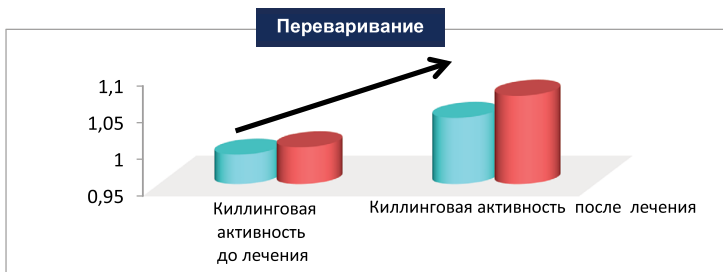 Переваривание
1,1
1,05
1
0,95
Киллинговая
активность
до лечения
Киллинговая активность после лечения